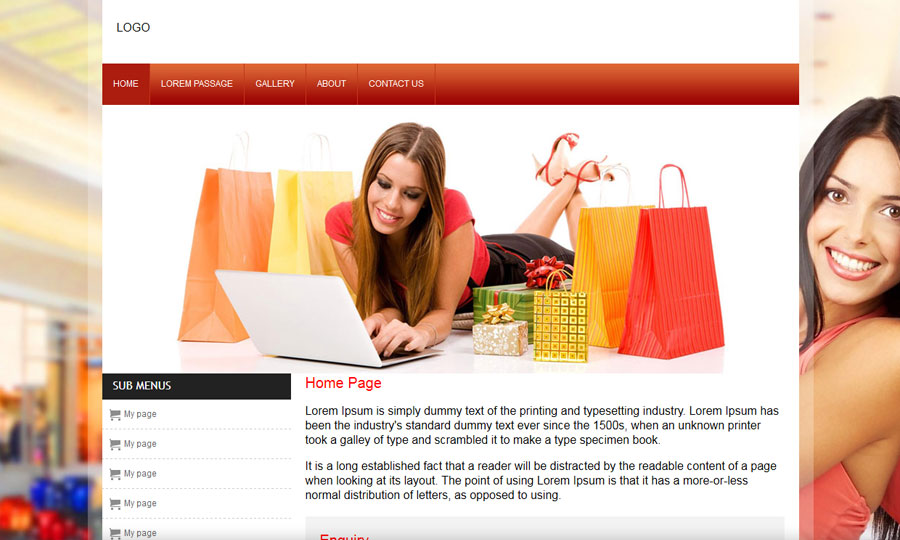 LOGO
HOME LOREM PASSAGE GALLERY ABOUT CONTACT US
SUB MENUS
My page
My page
My page
My page
My page
Home Page
Lorem Ipsum is simply dummy text of the printing and typesetting industry. Lorem Ipsum has
been the industry's standard dummy text ever since the 1500s, when an unknown printer
took a galley of type and scrambled it to make a type specimen book.
It is a long established fact that a reader will be distracted by the readable content of a page
when looking at its layout. The point of using Lorem Ipsum is that it has a more-or-less
normal distribution of letters, as opposed to using.
Enquiry